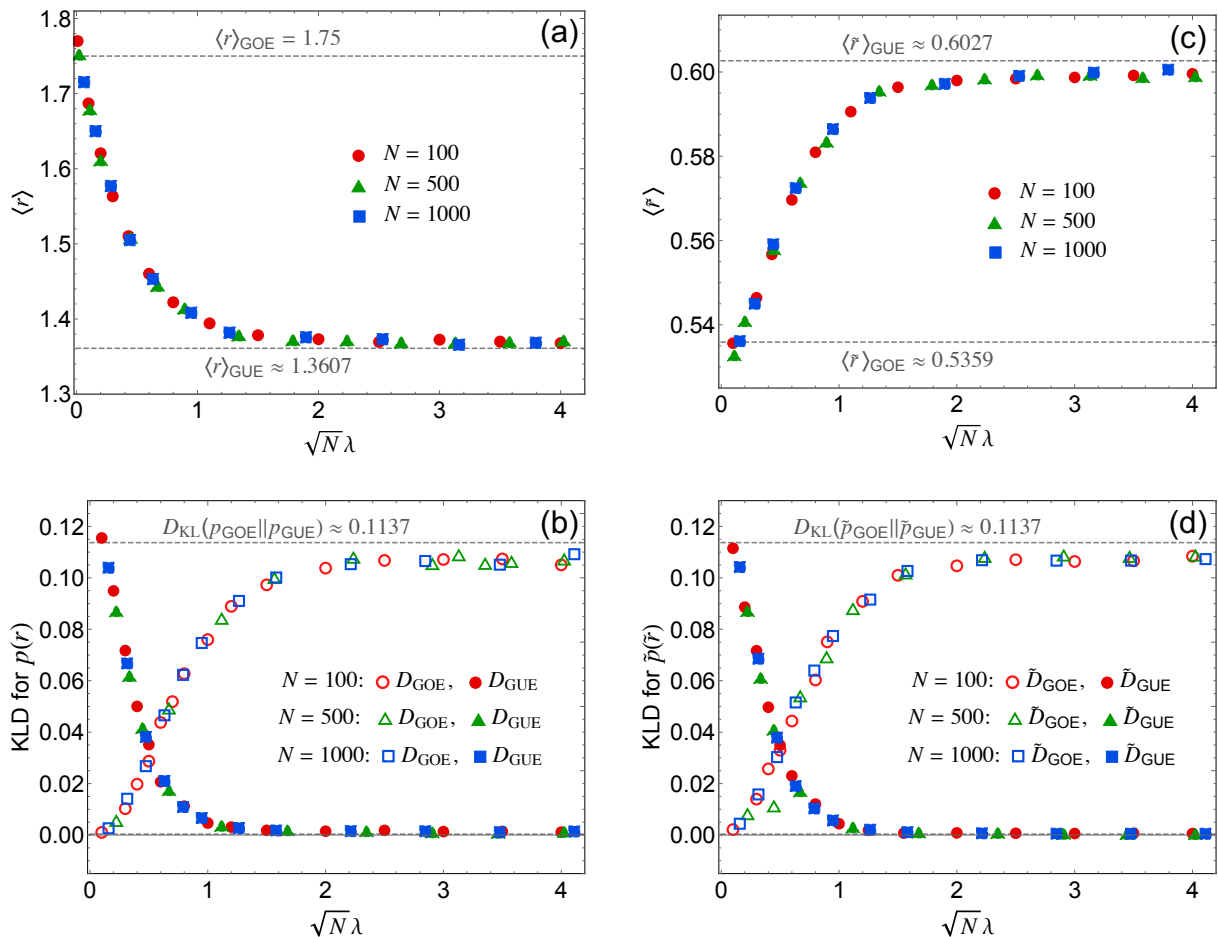 (a)
⟨r⟩GOE = 1.75
1.8
1.7
1.6
1.5
1.4
1.3
⟨r⟩
N = 100
N = 500
N = 1000
⟨r⟩GUE ≈ 1.3607
0
1
2
3
4
√N λ
(c)
⟨r̃⟩GUE ≈ 0.6027
0.60
0.58
0.56
0.54
⟨r̃⟩
N = 100
N = 500
N = 1000
⟨r̃⟩GOE ≈ 0.5359
0
1
2
3
4
√N λ
(b)
DKL(pGOE||pGUE) ≈ 0.1137
0.12
0.10
0.08
0.06
0.04
0.02
0.00
KLD for p(r)
N = 100: DGOE, DGUE
N = 500: DGOE, DGUE
N = 1000: DGOE, DGUE
0
1
2
3
4
√N λ
(d)
DKL(p̃GOE||p̃GUE) ≈ 0.1137
0.12
0.10
0.08
0.06
0.04
0.02
0.00
KLD for p̃(r̃)
N = 100: D̃GOE, D̃GUE
N = 500: D̃GOE, D̃GUE
N = 1000: D̃GOE, D̃GUE
0
1
2
3
4
√N λ